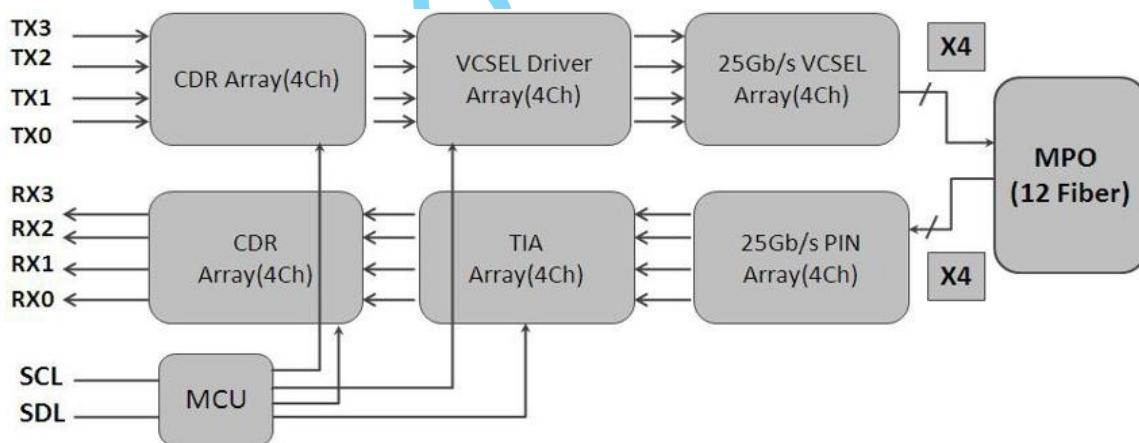 TX3
TX2
TX1
TX0
CDR Array(4Ch)
VCSEL Driver
Array(4Ch)
25Gb/s VCSEL
Array(4Ch)
X4
MPO
(12 Fiber)
RX3
RX2
RX1
RX0
CDR
Array(4Ch)
TIA
Array(4Ch)
25Gb/s PIN
Array(4Ch)
X4
SCL
SDL
MCU